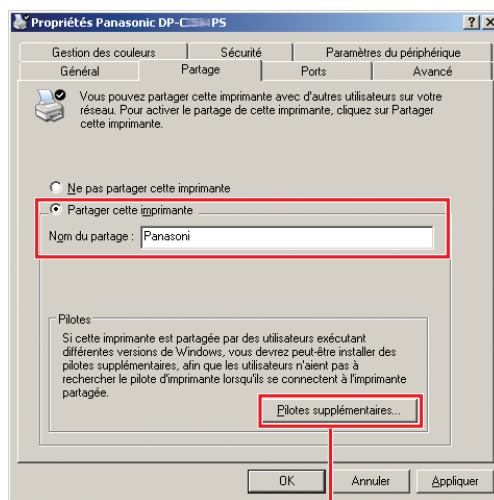 Propriétés Panasonic DP-C PS
Gestion des couleurs
Sécurité
Paramètres du périphérique
Général
Partage
Ports
Avancé
Vous pouvez partager cette imprimante avec d'autres utilisateurs sur votre
réseau. Pour activer le partage de cette imprimante, cliquez sur Partager
cette imprimante.
Ne pas partager cette imprimante
Partager cette imprimante
Nom du partage : Panasoni
Pilotes
Si cette imprimante est partagée par des utilisateurs exécutant
différentes versions de Windows, vous devrez peut-être installer des
pilotes supplémentaires, afin que les utilisateurs n'aient pas à
rechercher le pilote d'imprimante lorsqu'ils se connectent à l'imprimante
partagée.
Pilotes supplémentaires...
OK
Annuler
Appliquer